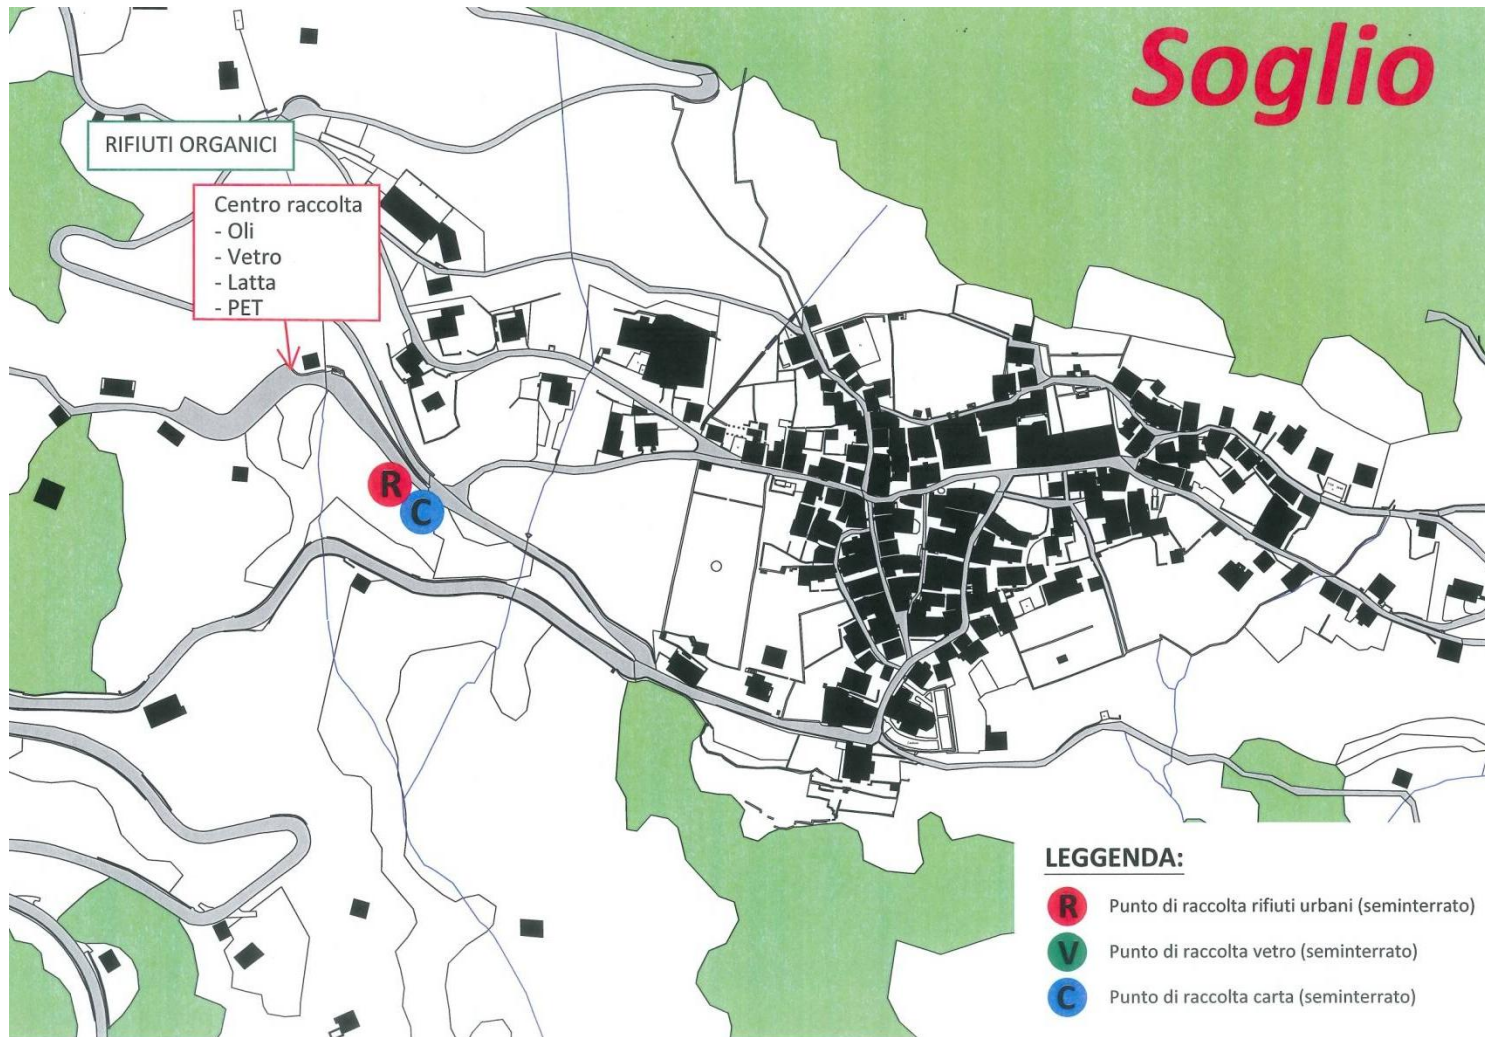 Soglio
RIFIUTI ORGANICI
Centro raccolta
- Oli
- Vetro
- Latta
- PET
R
C
LEGGENDA:
R Punto di raccolta rifiuti urbani (seminterrato)
V Punto di raccolta vetro (seminterrato)
C Punto di raccolta carta (seminterrato)